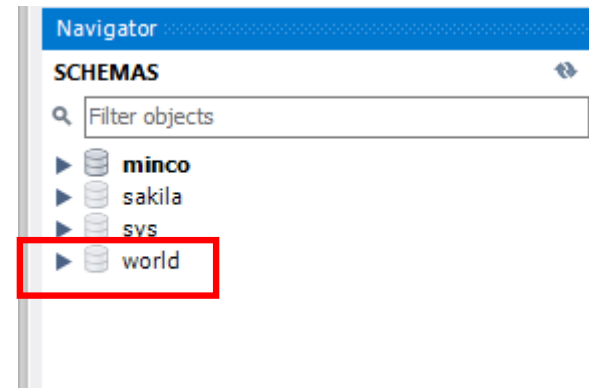 Navigator
SCHEMAS
Filter objects
minco
sakila
sys
world